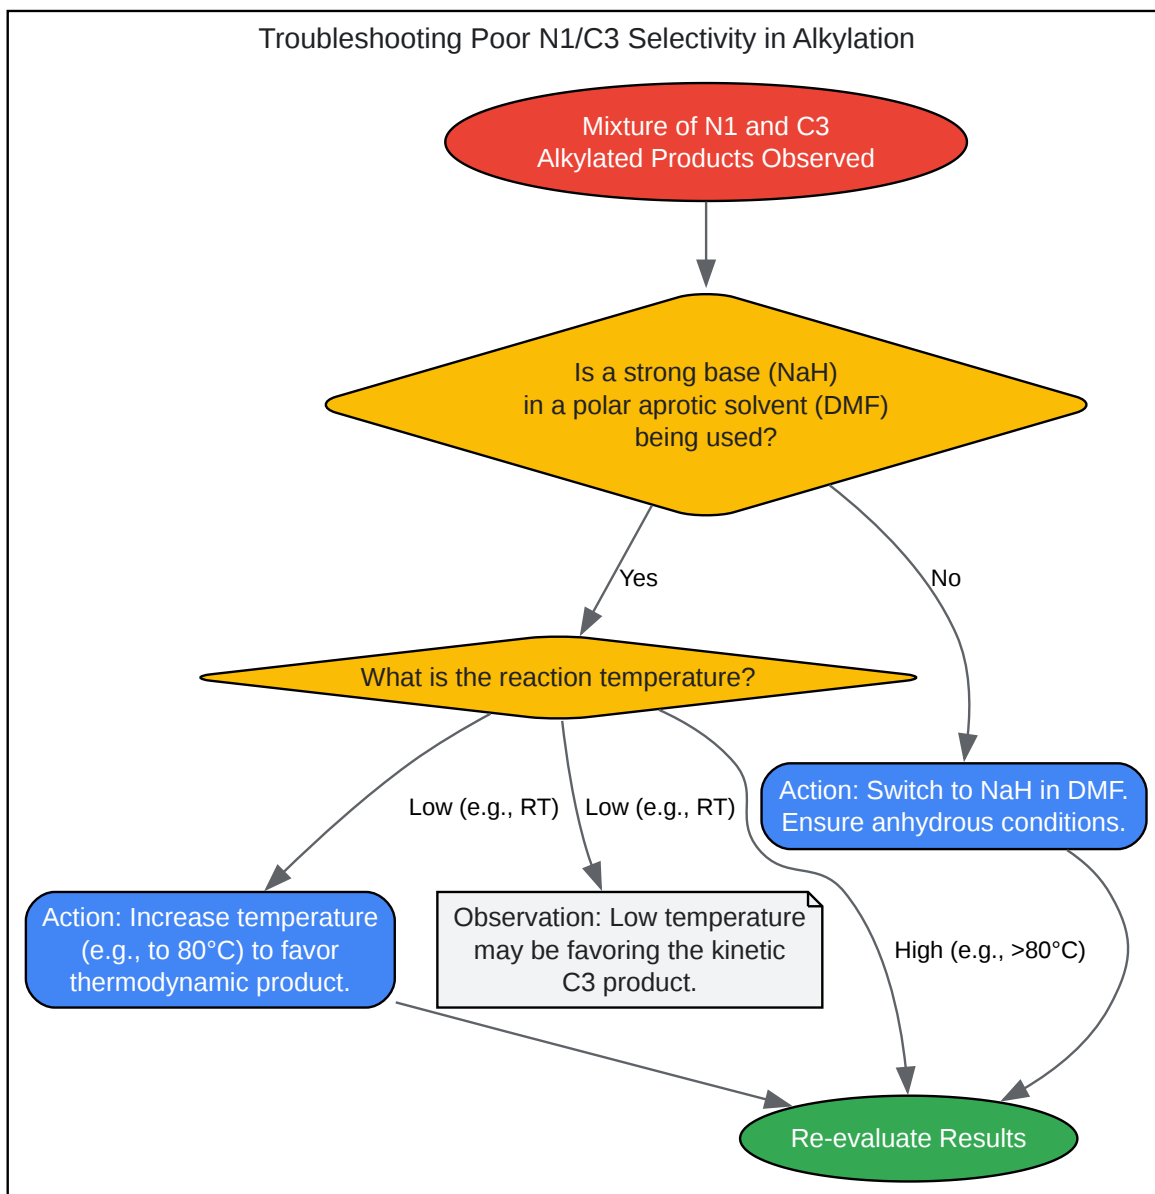 Troubleshooting Poor N1/C3 Selectivity in Alkylation
Mixture of N1 and C3
Alkylated Products Observed
Is a strong base (NaH)
in a polar aprotic solvent (DMF)
being used?
Yes
No
What is the reaction temperature?
Action: Switch to NaH in DMF.
Ensure anhydrous conditions.
Low (e.g., RT)
Low (e.g., RT)
High (e.g., >80°C)
Action: Increase temperature
(e.g., to 80°C) to favor
thermodynamic product.
Observation: Low temperature
may be favoring the kinetic
C3 product.
Re-evaluate Results